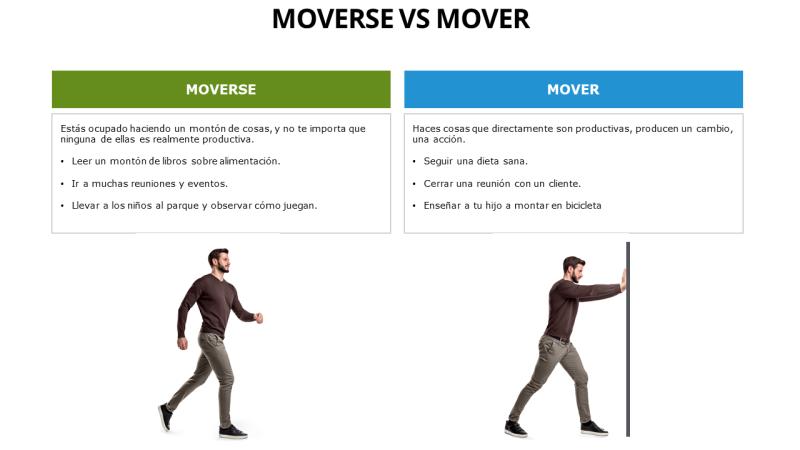 MOVERSE VS MOVER
MOVERSE
Estás ocupado haciendo un montón de cosas, y no te importa que
ninguna de ellas es realmente productiva.
• Leer un montón de libros sobre alimentación.
• Ir a muchas reuniones y eventos.
• Llevar a los niños al parque y observar cómo juegan.
MOVER
Haces cosas que directamente son productivas, producen un cambio,
una acción.
• Seguir una dieta sana.
• Cerrar una reunión con un cliente.
• Enseñar a tu hijo a montar en bicicleta